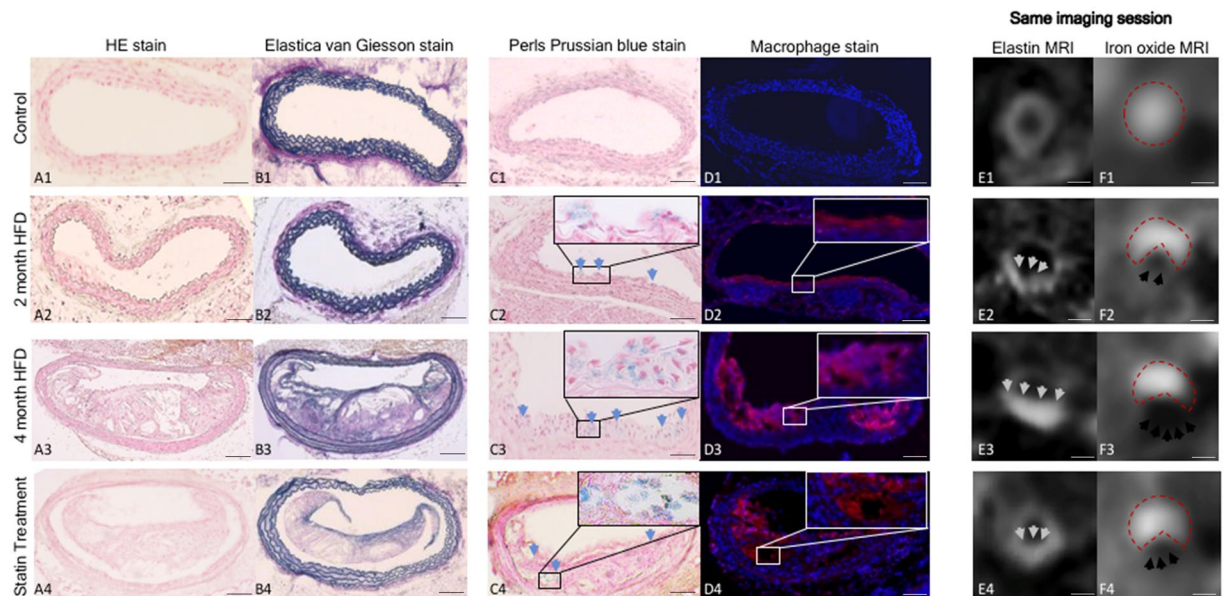 Same imaging session
HE stain
Elastica van Giesson stain
Perls Prussian blue stain
Macrophage stain
Elastin MRI
Iron oxide MRI
Control
A1
B1
C1
D1
E1
F1
2 month HFD
A2
B2
C2
D2
E2
F2
4 month HFD
A3
B3
C3
D3
E3
F3
Statin Treatment
A4
B4
C4
D4
E4
F4